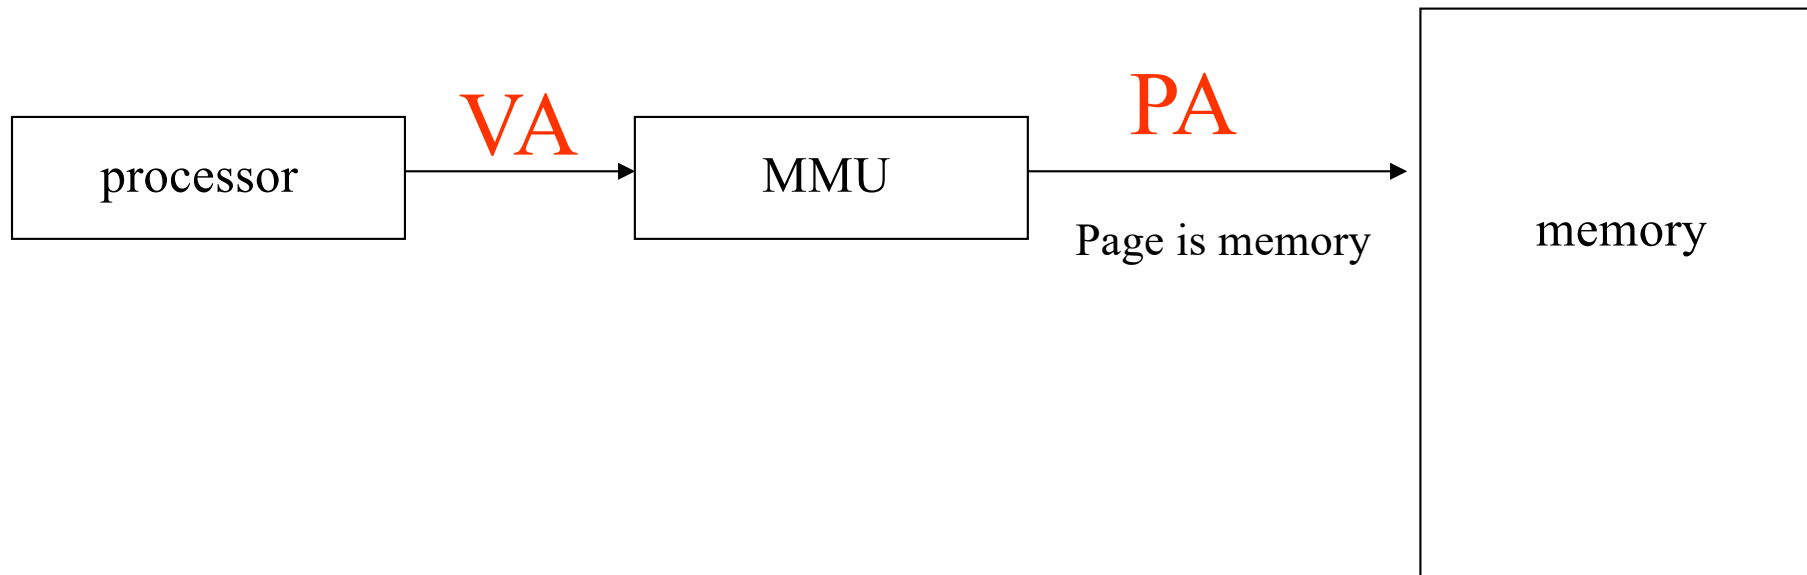 processor
VA
MMU
PA
Page is memory
memory